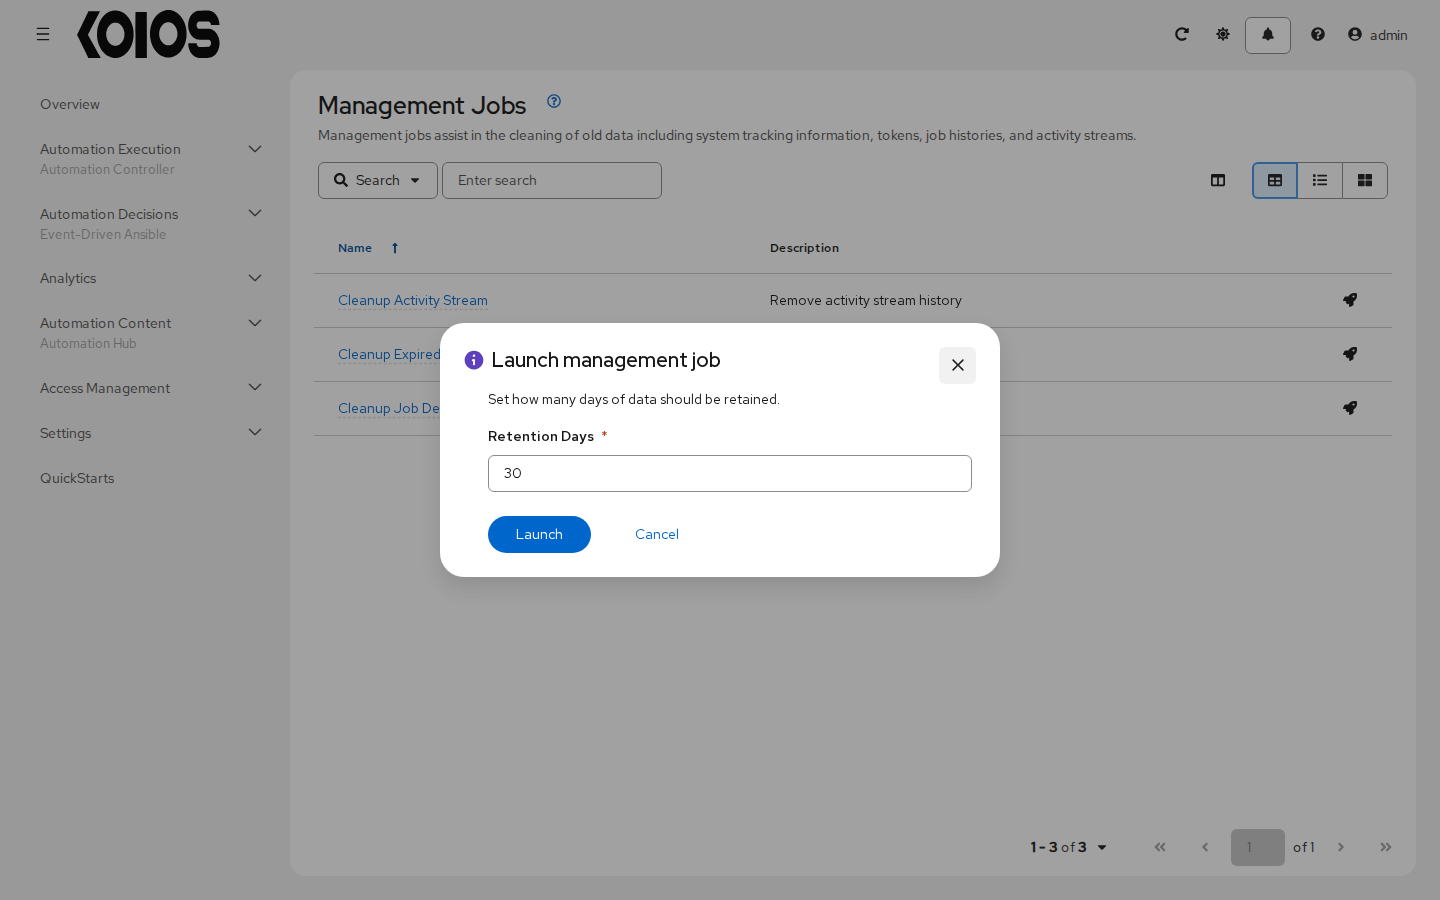 KOIOS
admin
Overview
Automation Execution
Automation Controller
Automation Decisions
Event-Driven Ansible
Analytics
Automation Content
Automation Hub
Access Management
Settings
QuickStarts
Management Jobs
Management jobs assist in the cleaning of old data including system tracking information, tokens, job histories, and activity streams.
Search
Enter search
Name
Description
Cleanup Activity Stream
Remove activity stream history
Cleanup Expired
Cleanup Job De
Launch management job
Set how many days of data should be retained.
Retention Days *
30
Launch
Cancel
1 - 3 of 3
1
of 1